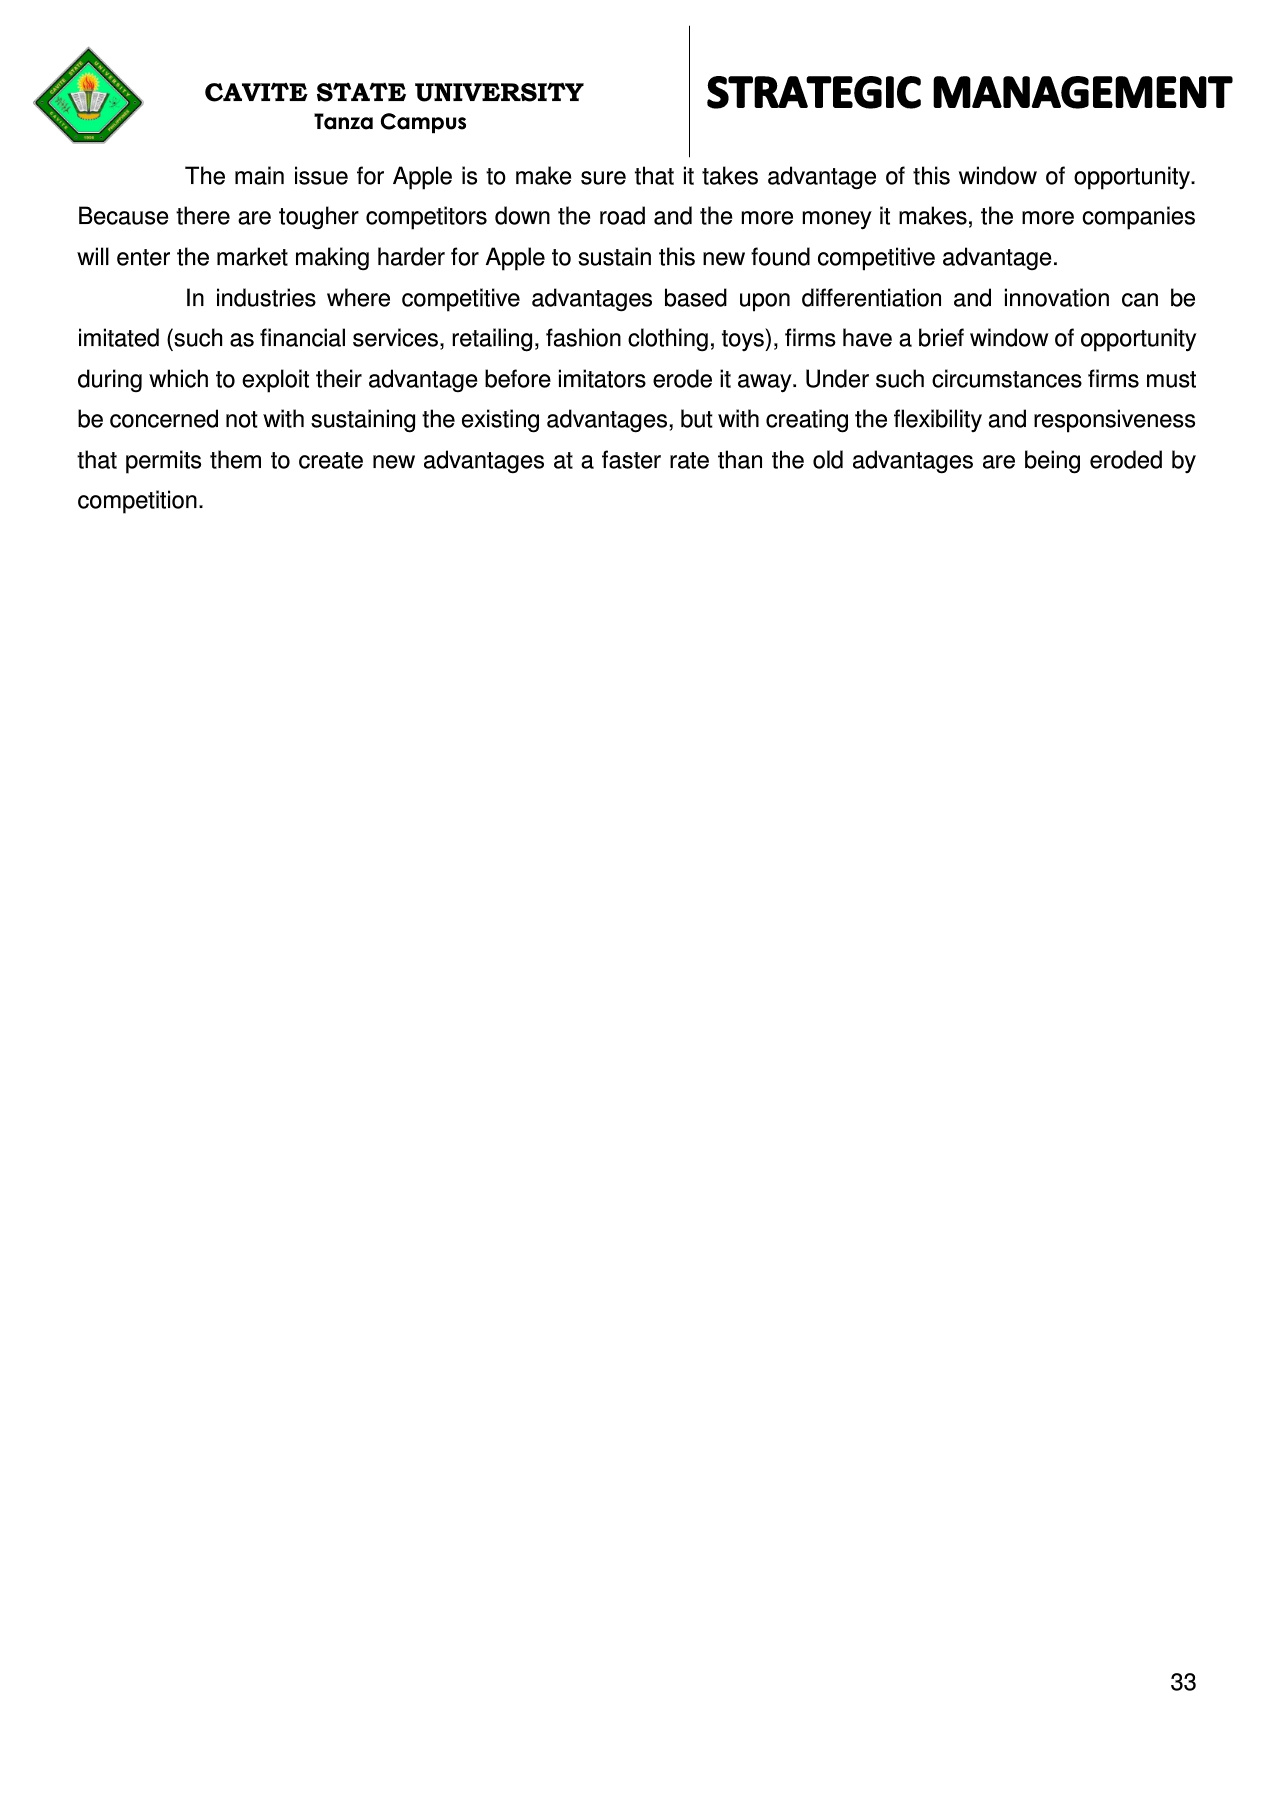 CAVITE STATE UNIVERSITY
Tanza Campus
STRATEGIC MANAGEMENT
CAVITE STATE UNIVERSITY
CAVITE
PHILIPPINES
The main issue for Apple is to make sure that it takes advantage of this window of opportunity.
Because there are tougher competitors down the road and the more money it makes, the more companies
will enter the market making harder for Apple to sustain this new found competitive advantage.
In industries where competitive advantages based upon differentiation and innovation can be
imitated (such as financial services, retailing, fashion clothing, toys), firms have a brief window of opportunity
during which to exploit their advantage before imitators erode it away. Under such circumstances firms must
be concerned not with sustaining the existing advantages, but with creating the flexibility and responsiveness
that permits them to create new advantages at a faster rate than the old advantages are being eroded by
competition.
33